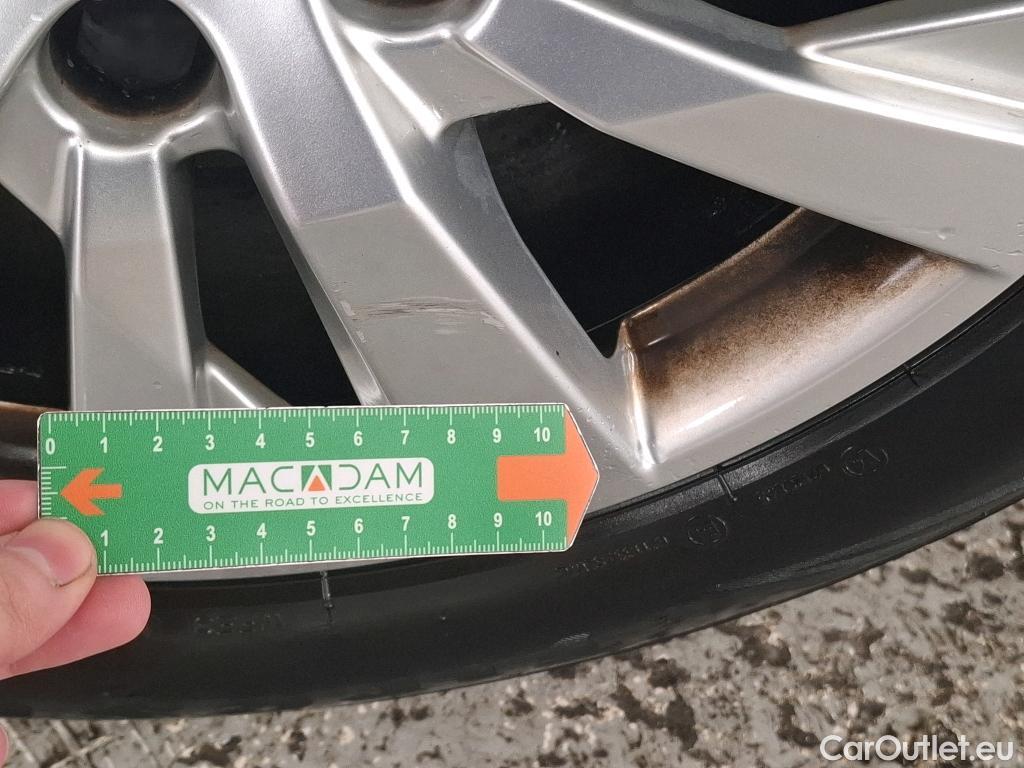 0 1 2 3 4 5 6 7 8 9 10
MACADAM
ON THE ROAD TO EXCELLENCE
1 2 3 4 5 6 7 8 9 10
CarOutlet.eu